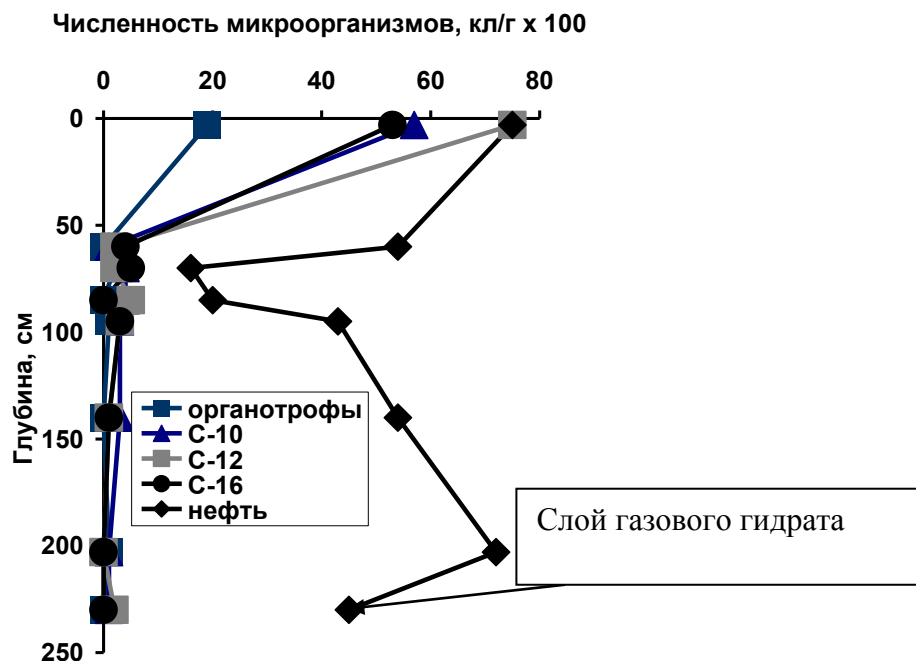 Численность микроорганизмов, кл/г х 100
0 20 40 60 80
0
50
100
150
200
250
Глубина, см
органотрофы
С-10
С-12
С-16
нефть
Слой газового гидрата